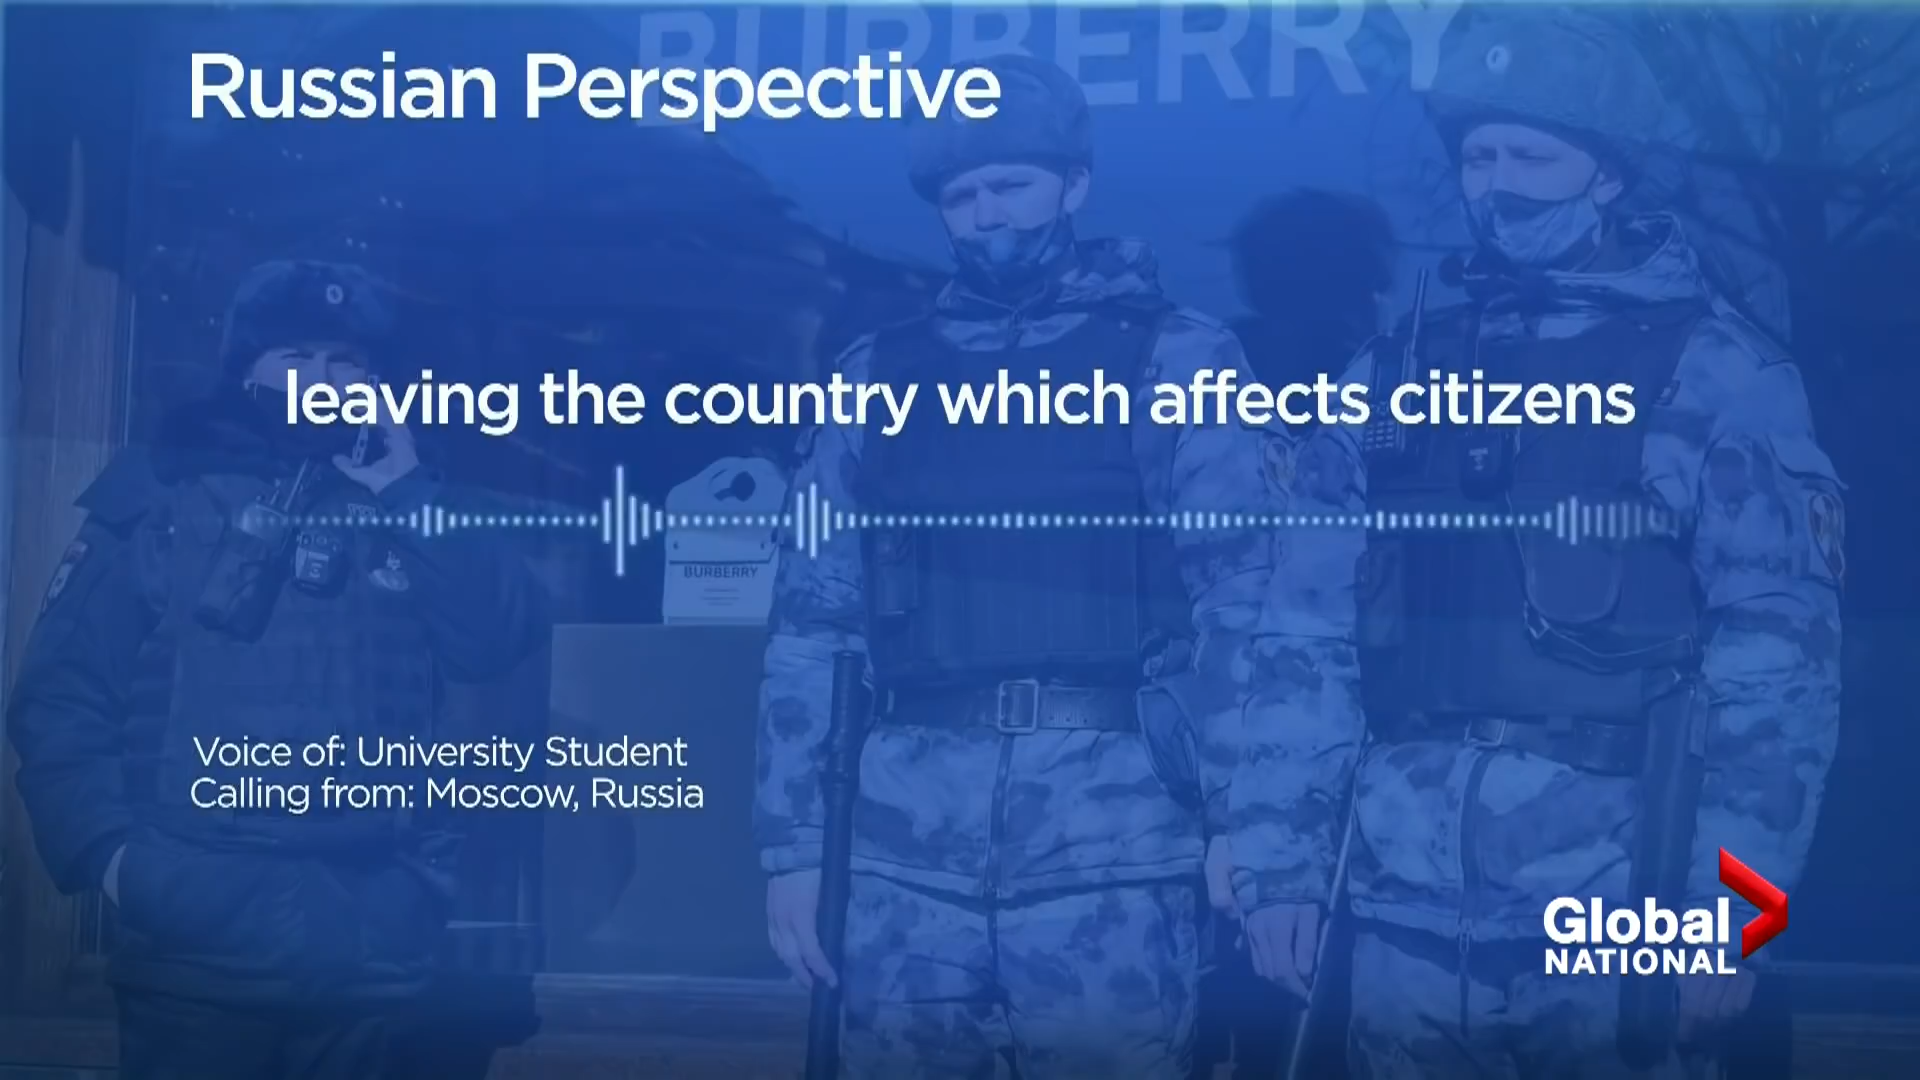 BURBERRY
Russian Perspective
leaving the country which affects citizens
BURBERRY
Voice of: University Student
Calling from: Moscow, Russia
Global
NATIONAL